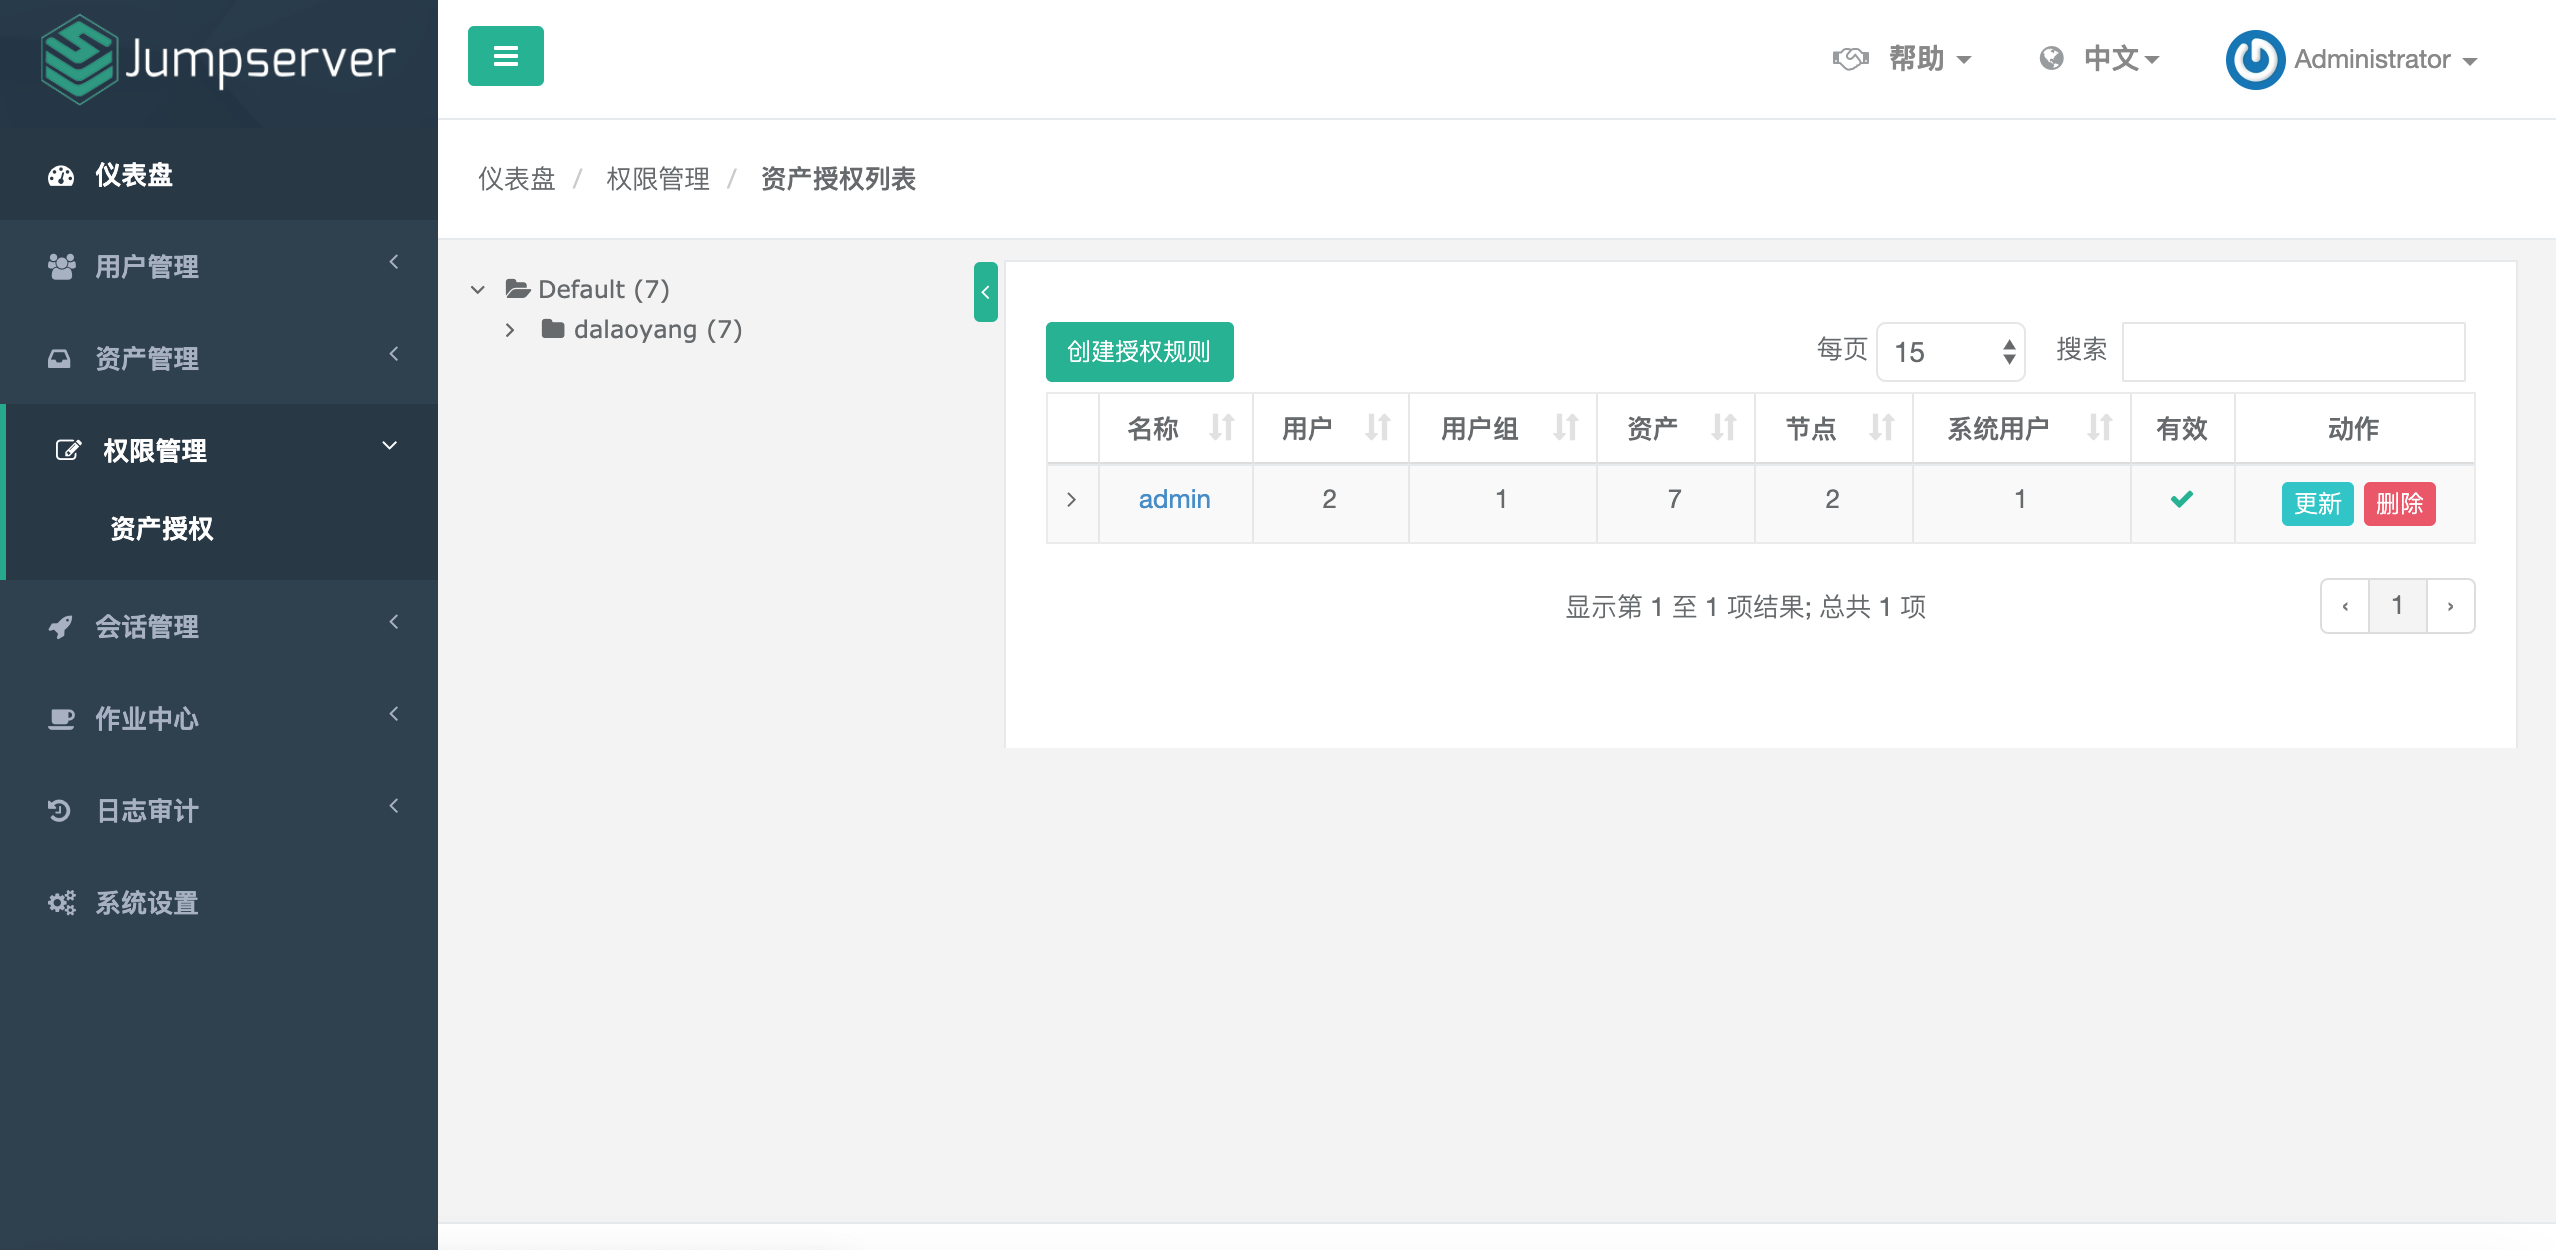 Jumpserver
帮助
中文
Administrator
仪表盘
用户管理
资产管理
权限管理
资产授权
会话管理
作业中心
日志审计
系统设置
仪表盘 / 权限管理 / 资产授权列表
Default (7)
dalaoyang (7)
创建授权规则
每页 15 搜索
名称 用户 用户组 资产 节点 系统用户 有效 动作
admin 2 1 7 2 1 更新 删除
显示第 1 至 1 项结果; 总共 1 项
‹ 1 ›